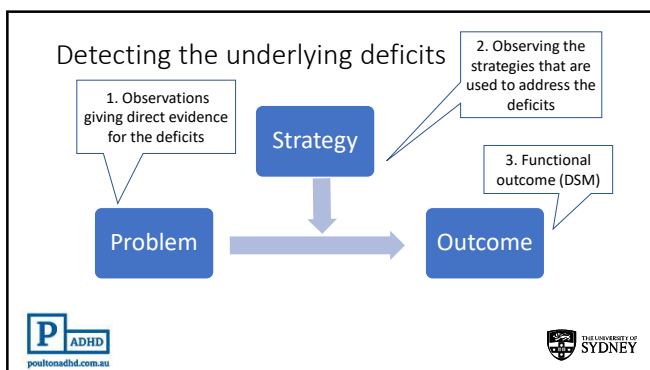 Detecting the underlying deficits
1. Observations
giving direct evidence
for the deficits
2. Observing the
strategies that are
used to address the
deficits
Strategy
3. Functional
outcome (DSM)
Problem
Outcome
P ADHD
poultonadhd.com.au
THE UNIVERSITY OF
SYDNEY